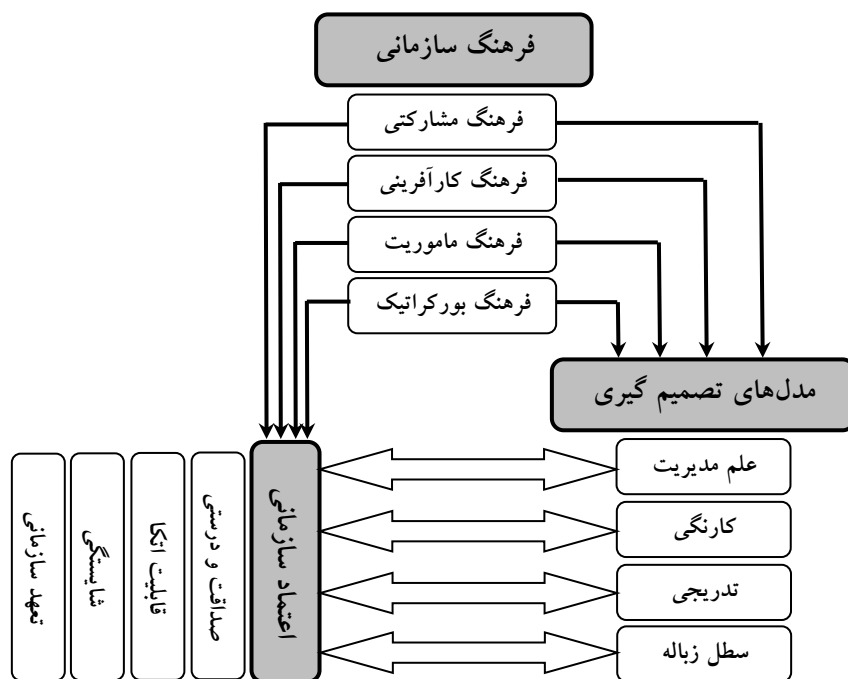 فرهنگ سازمانی
فرهنگ مشارکتی
فرهنگ کارآفرینی
فرهنگ ماموریت
فرهنگ بورکراتیک
مدل‌های تصمیم گیری
علم مدیریت
کارنگی
تدریجی
سطل زباله
اعتماد سازمانی
صداقت و درستی
قابلیت اتکا
شایستگی
تعهد سازمانی